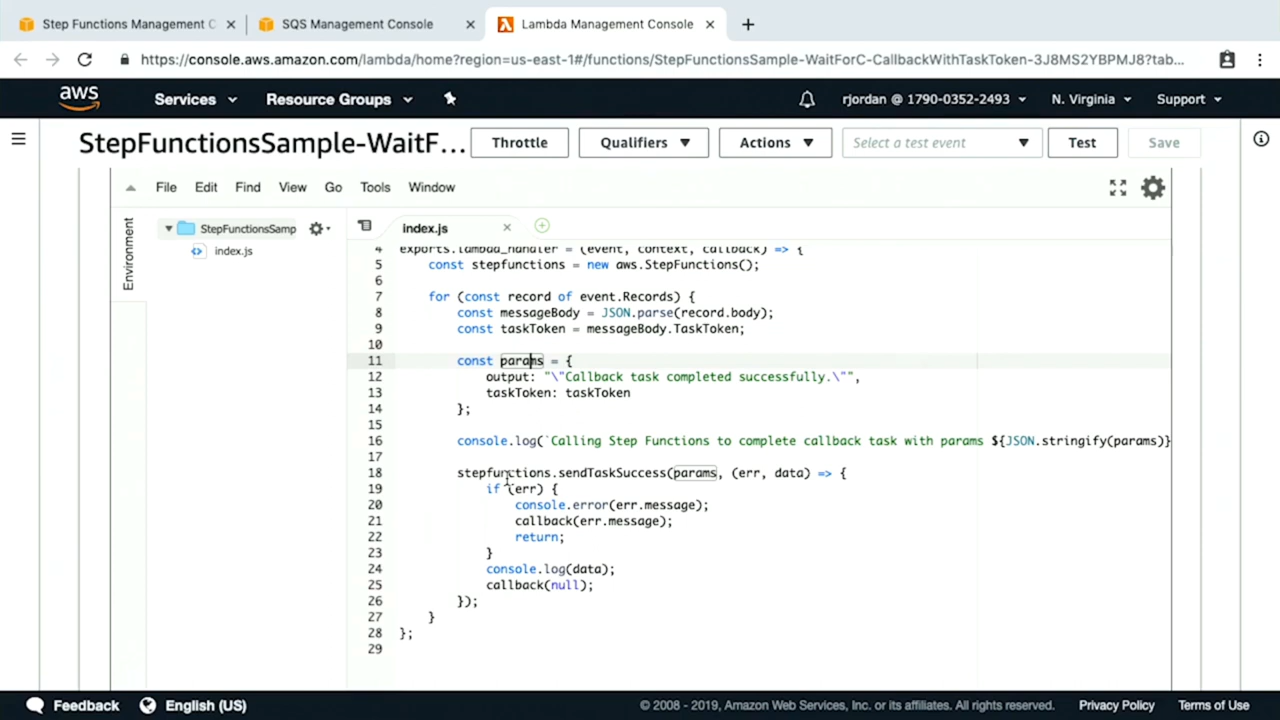 Step Functions Management C
SQS Management Console
Lambda Management Console
https://console.aws.amazon.com/lambda/home?region=us-east-1#/functions/StepFunctionsSample-WaitForC-CallbackWithTaskToken-3J8MS2YBPMJ8?tab...
aws
Services
Resource Groups
rjordan @ 1790-0352-2493
N. Virginia
Support
StepFunctionsSample-WaitF...
Throttle
Qualifiers
Actions
Select a test event
Test
Save
File Edit Find View Go Tools Window
Environment
StepFunctionsSamp
index.js
index.js
4 exports.lambda_handler = (event, context, callback) => {
5 const stepfunctions = new aws.StepFunctions();
6
7 for (const record of event.Records) {
8 const messageBody = JSON.parse(record.body);
9 const taskToken = messageBody.TaskToken;
10
11 const params = {
12 output: "\"Callback task completed successfully.\"",
13 taskToken: taskToken
14 };
15
16 console.log(`Calling Step Functions to complete callback task with params ${JSON.stringify(params)}
17
18 stepfunctions.sendTaskSuccess(params, (err, data) => {
19 if (err) {
20 console.error(err.message);
21 callback(err.message);
22 return;
23 }
24 console.log(data);
25 callback(null);
26 });
27 }
28 };
29
Feedback
English (US)
© 2008 - 2019, Amazon Web Services, Inc. or its affiliates. All rights reserved.
Privacy Policy
Terms of Use